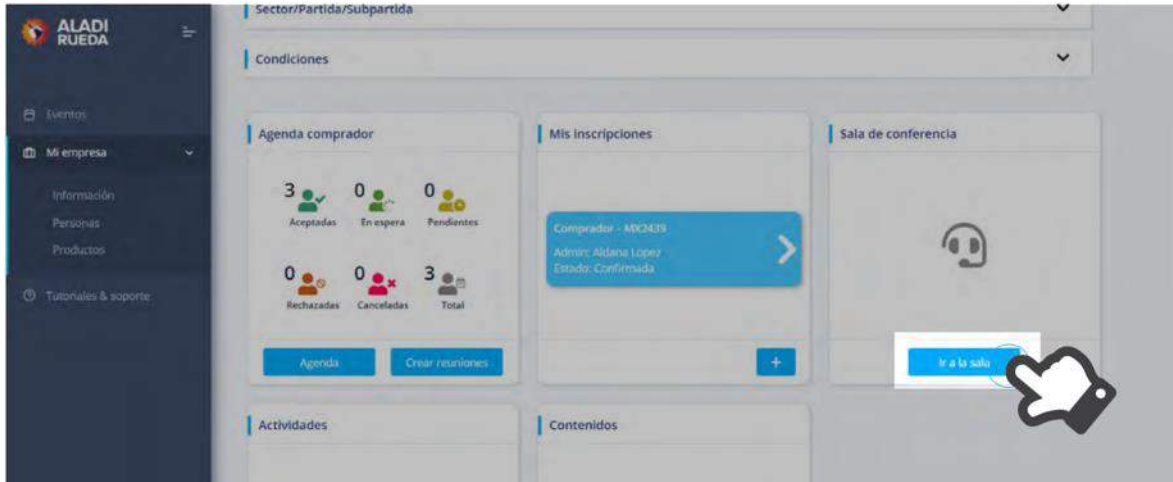 Sector/Partida/Subpartida
ALADI
RUEDA
Condiciones
Eventos
Mi empresa
Información
Personas
Productos
Tutoriales & soporte
Agenda comprador
3 0 0
Aceptadas En espera Pendientes
0 0 3
Rechazadas Canceladas Total
Agenda Crear reuniones
Mis inscripciones
Comprador - MX2439
Admin: Aldana Lopez
Estado: Confirmada
+
Sala de conferencia
Ir a la sala
Actividades
Contenidos